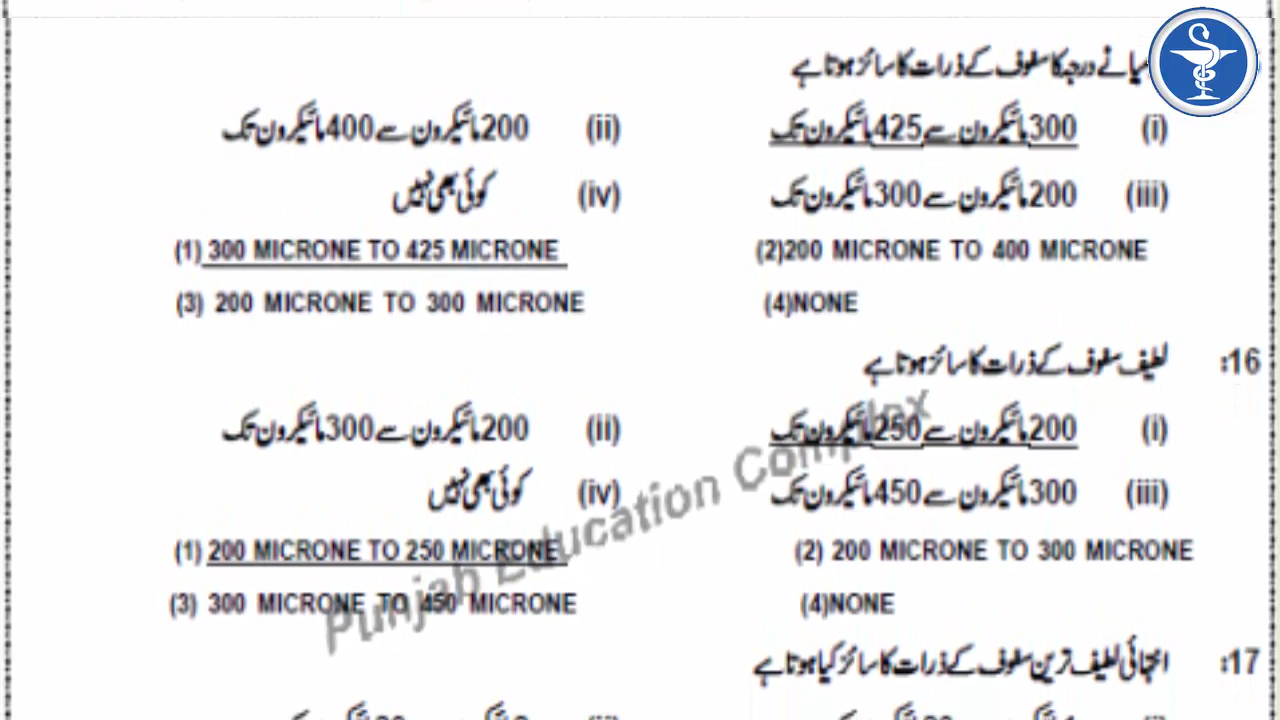 درجہ کا سفوف کے ذرات کا سائز ہوتا ہے
(i) 300 مائیکرون سے 425 مائیکرون تک (ii) 200 مائیکرون سے 400 مائیکرون تک
(iii) 200 مائیکرون سے 300 مائیکرون تک (iv) کوئی بھی نہیں
(1) 300 MICRONE TO 425 MICRONE (2)200 MICRONE TO 400 MICRONE
(3) 200 MICRONE TO 300 MICRONE (4)NONE
16: لطیف سفوف کے ذرات کا سائز ہوتا ہے
(i) 200 مائیکرون سے 250 مائیکرون تک (ii) 200 مائیکرون سے 300 مائیکرون تک
(iii) 300 مائیکرون سے 450 مائیکرون تک (iv) کوئی بھی نہیں
(1) 200 MICRONE TO 250 MICRONE (2) 200 MICRONE TO 300 MICRONE
(3) 300 MICRONE TO 450 MICRONE (4)NONE
Punjab Education Complex
17: انتہائی لطیف ترین سفوف کے ذرات کا سائز کیا ہوتا ہے